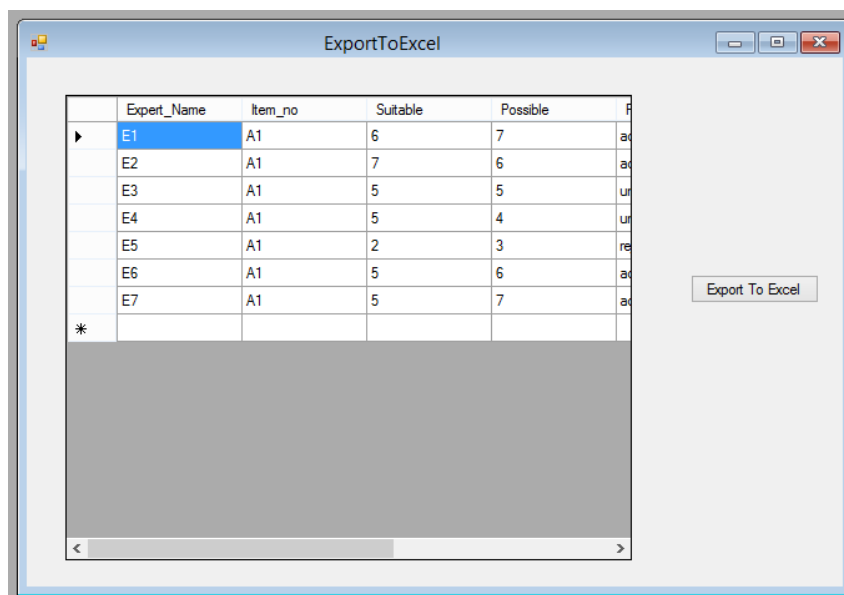 ExportToExcel
Expert_Name Item_no Suitable Possible
E1 A1 6 7
E2 A1 7 6
E3 A1 5 5
E4 A1 5 4
E5 A1 2 3
E6 A1 5 6
E7 A1 5 7
Export To Excel